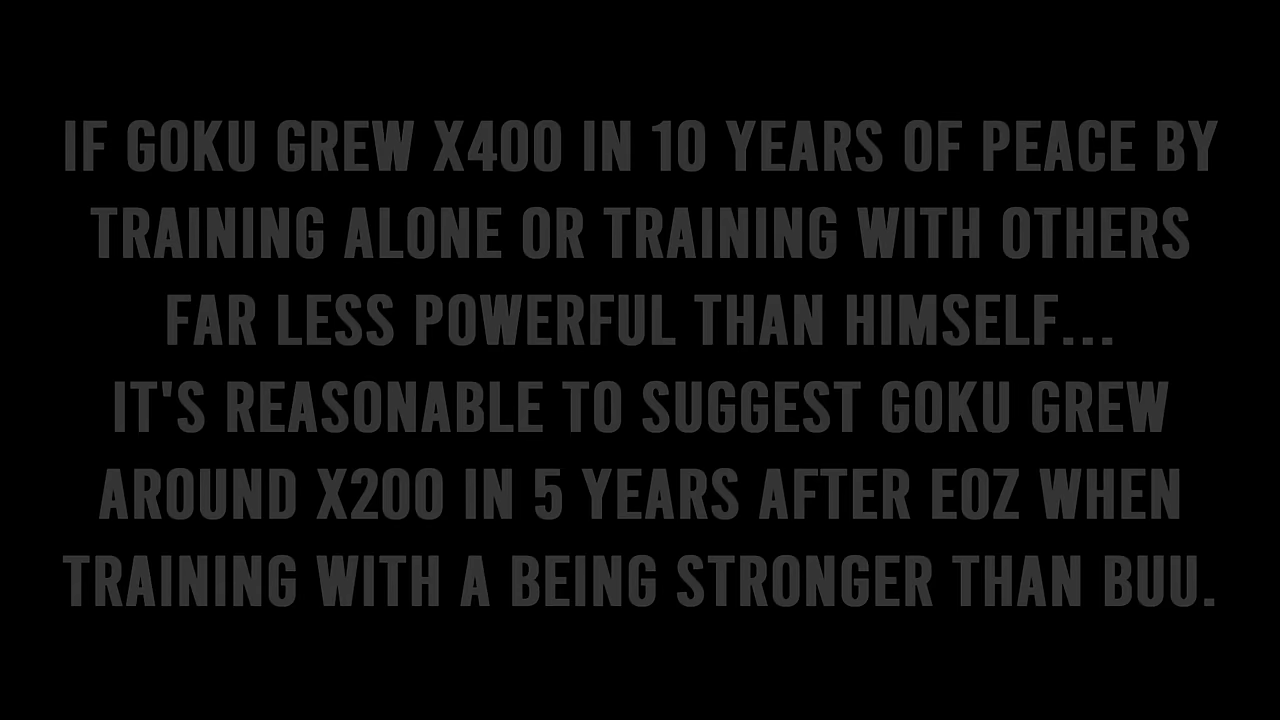 IF GOKU GREW X400 IN 10 YEARS OF PEACE BY
TRAINING ALONE OR TRAINING WITH OTHERS
FAR LESS POWERFUL THAN HIMSELF...
IT'S REASONABLE TO SUGGEST GOKU GREW
AROUND X200 IN 5 YEARS AFTER EOZ WHEN
TRAINING WITH A BEING STRONGER THAN BUU.